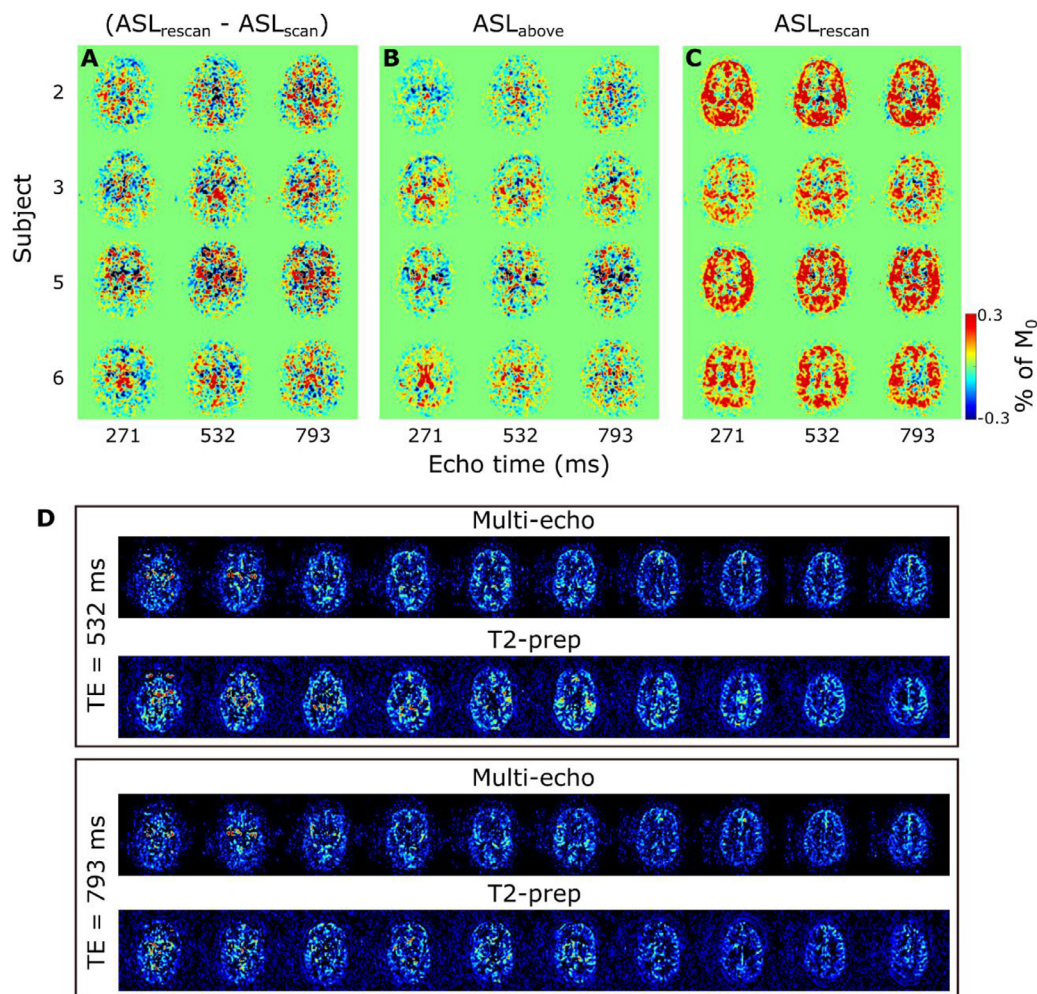 (ASLrescan - ASLscan)
ASLabove
ASLrescan
A
B
C
Subject
2
3
5
6
0.3
-0.3
% of M0
271 532 793
271 532 793
271 532 793
Echo time (ms)
D
TE = 532 ms
Multi-echo
T2-prep
TE = 793 ms
Multi-echo
T2-prep